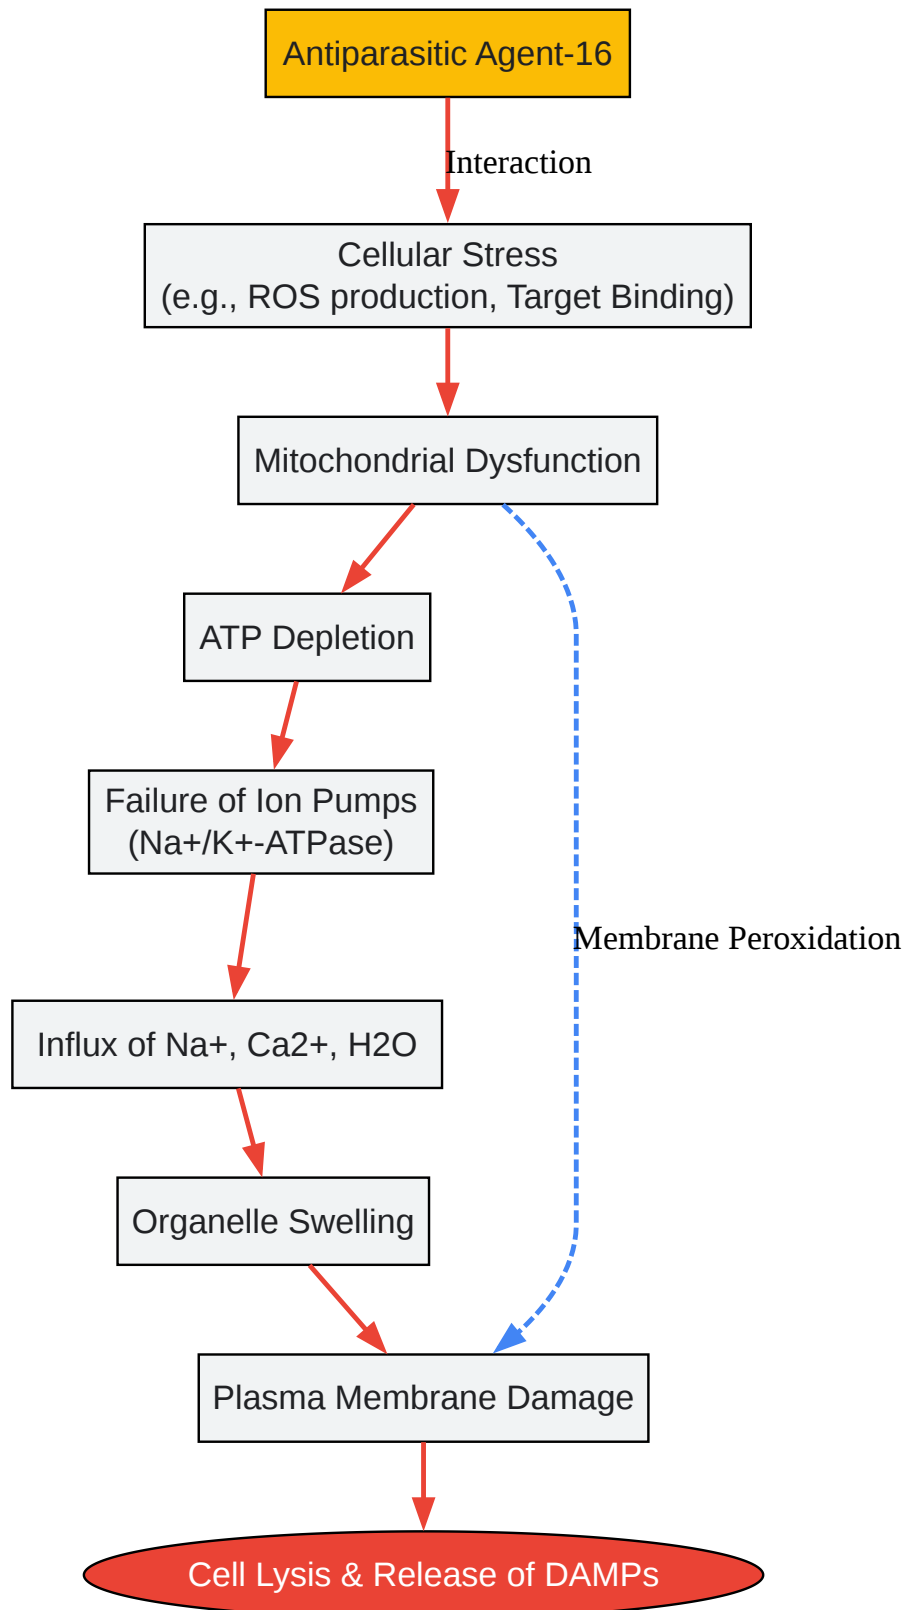 Antiparasitic Agent-16
Interaction
Cellular Stress
(e.g., ROS production, Target Binding)
Mitochondrial Dysfunction
ATP Depletion
Failure of Ion Pumps
(Na+/K+-ATPase)
Membrane Peroxidation
Influx of Na+, Ca2+, H2O
Organelle Swelling
Plasma Membrane Damage
Cell Lysis & Release of DAMPs